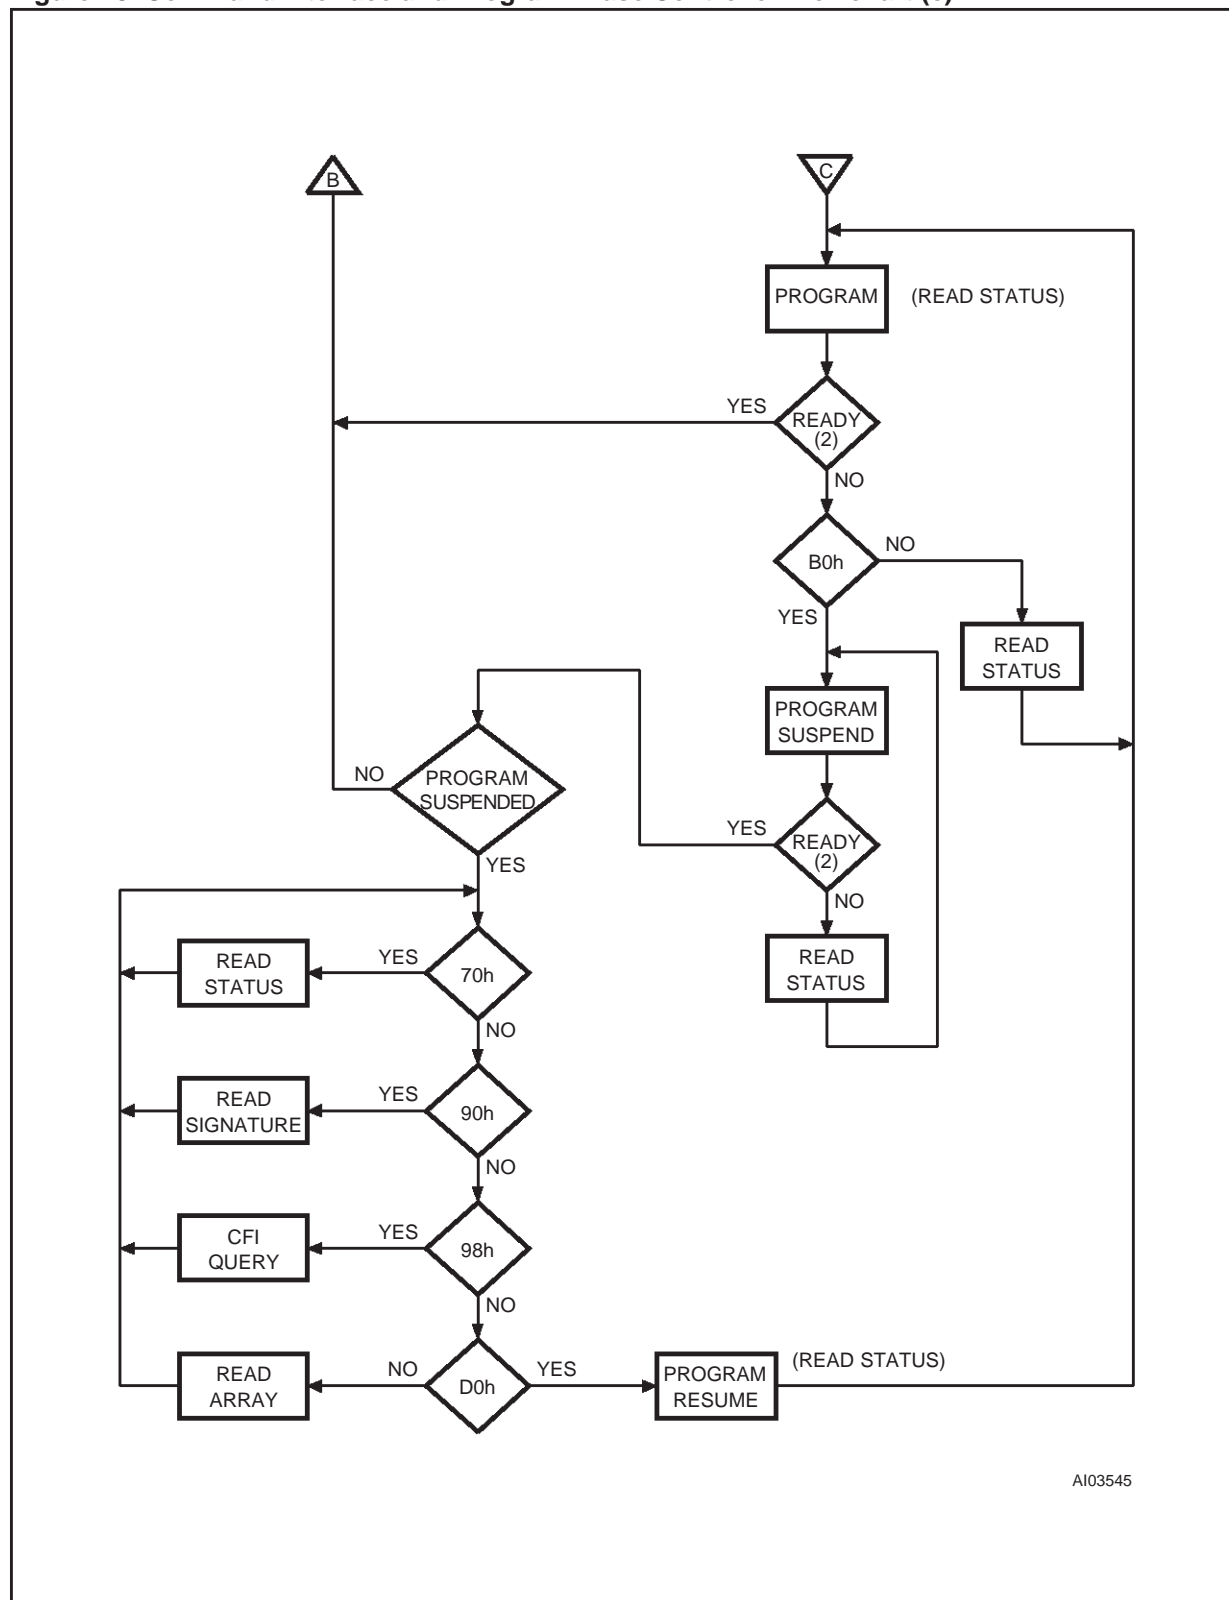 B
C
PROGRAM
(READ STATUS)
YES
READY
(2)
NO
B0h
NO
YES
READ
STATUS
PROGRAM
SUSPEND
NO
PROGRAM
SUSPENDED
YES
READY
(2)
YES
NO
READ
STATUS
READ
STATUS
YES
70h
NO
READ
SIGNATURE
YES
90h
NO
CFI
QUERY
YES
98h
NO
READ
ARRAY
NO
D0h
YES
PROGRAM
RESUME
(READ STATUS)
AI03545